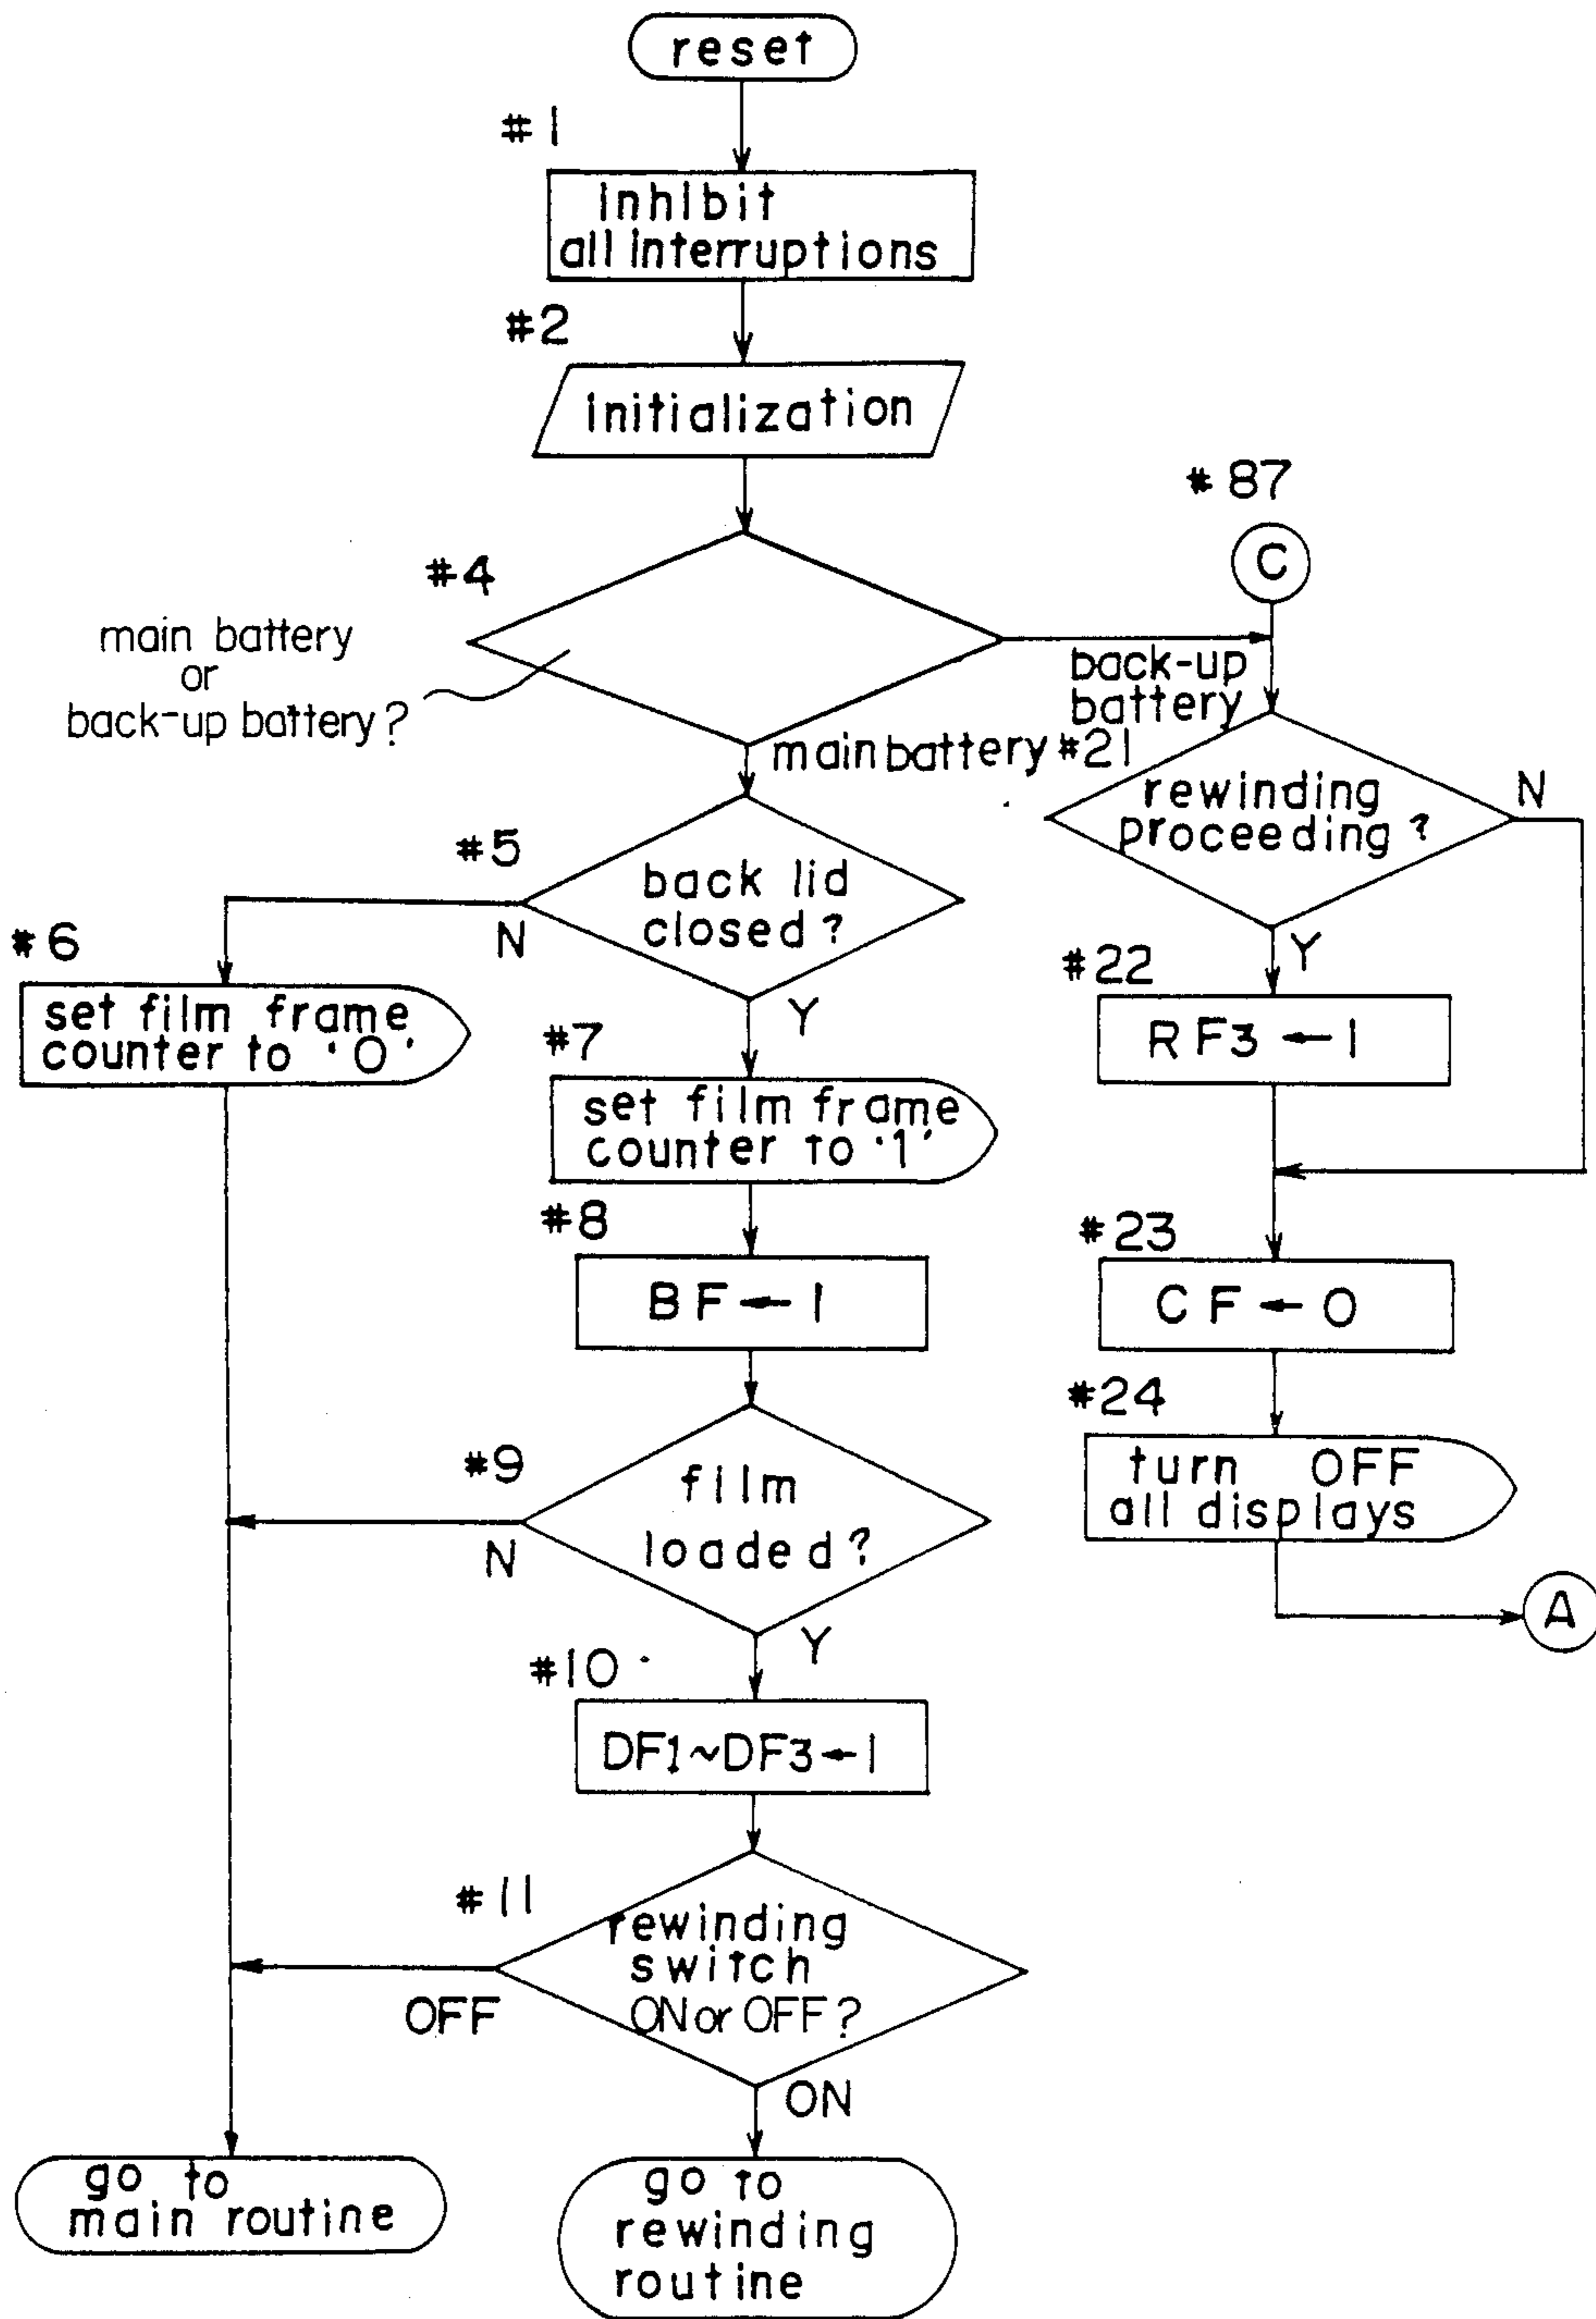 reset
#1
Inhibit
all interruptions
#2
Initialization
#87
C
#4
main battery
or
back-up battery?
back-up
battery
main battery
#21
rewinding
proceeding?
N
Y
#5
back lid
closed?
N
Y
#6
set film frame
counter to '0'
#22
RF3 ← 1
#7
set film frame
counter to '1'
#8
BF ← 1
#23
CF ← 0
#24
turn OFF
all displays
A
#9
film
loaded?
N
Y
#10
DF1~DF3 ← 1
#11
rewinding
switch
ON or OFF?
OFF
ON
go to
main routine
go to
rewinding
routine